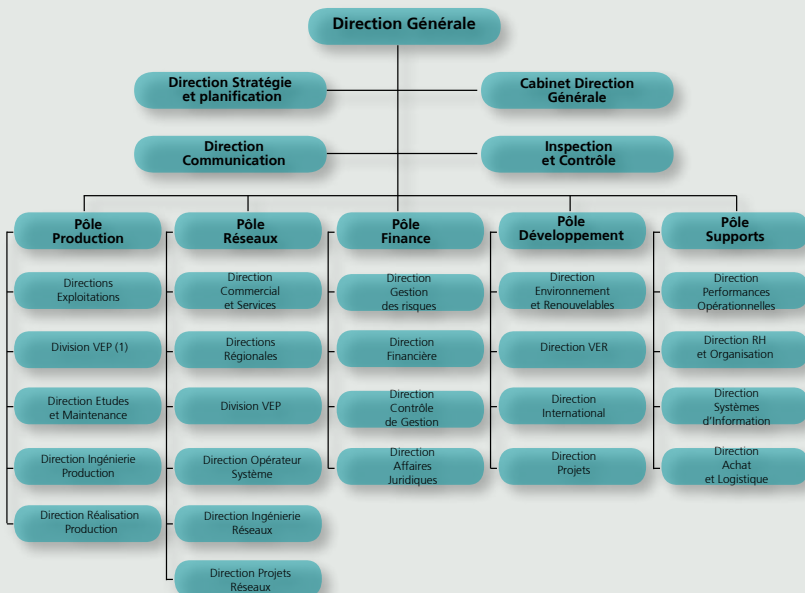 Direction Générale
Direction Stratégie
et planification
Cabinet Direction
Générale
Direction
Communication
Inspection
et Contrôle
Pôle
Production
Pôle
Réseaux
Pôle
Finance
Pôle
Développement
Pôle
Supports
Directions
Exploitations
Direction
Commercial
et Services
Direction
Gestion
des risques
Direction
Environnement
et Renouvelables
Direction
Performances
Opérationnelles
Division VEP (1)
Directions
Régionales
Direction
Financière
Direction VER
Direction RH
et Organisation
Direction Etudes
et Maintenance
Division VEP
Direction
Contrôle
de Gestion
Direction
International
Direction
Systèmes
d'Information
Direction Ingénierie
Production
Direction Opérateur
Système
Direction
Affaires
Juridiques
Direction
Projets
Direction
Achat
et Logistique
Direction Réalisation
Production
Direction Ingénierie
Réseaux
Direction Projets
Réseaux